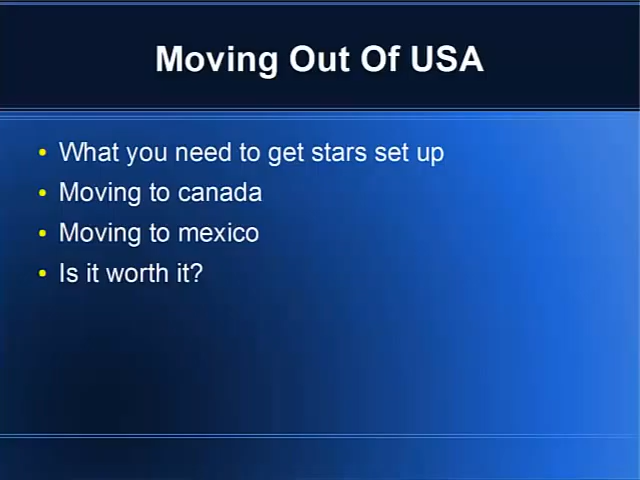 Moving Out Of USA
What you need to get stars set up
Moving to canada
Moving to mexico
Is it worth it?